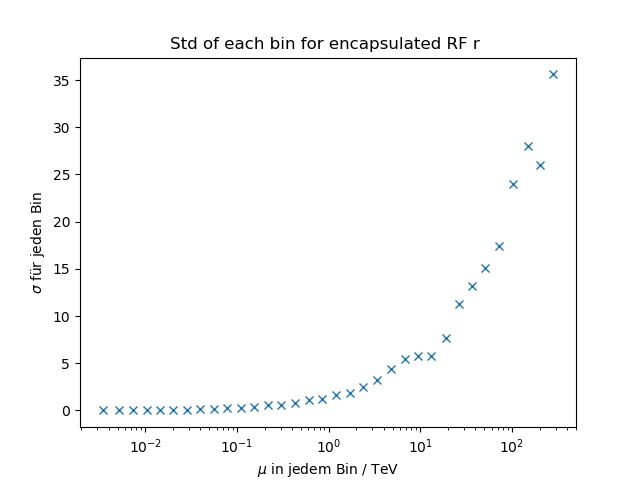 Std of each bin for encapsulated RF r
35
30
25
20
15
10
5
0
σ für jeden Bin
10⁻² 10⁻¹ 10⁰ 10¹ 10²
μ in jedem Bin / TeV